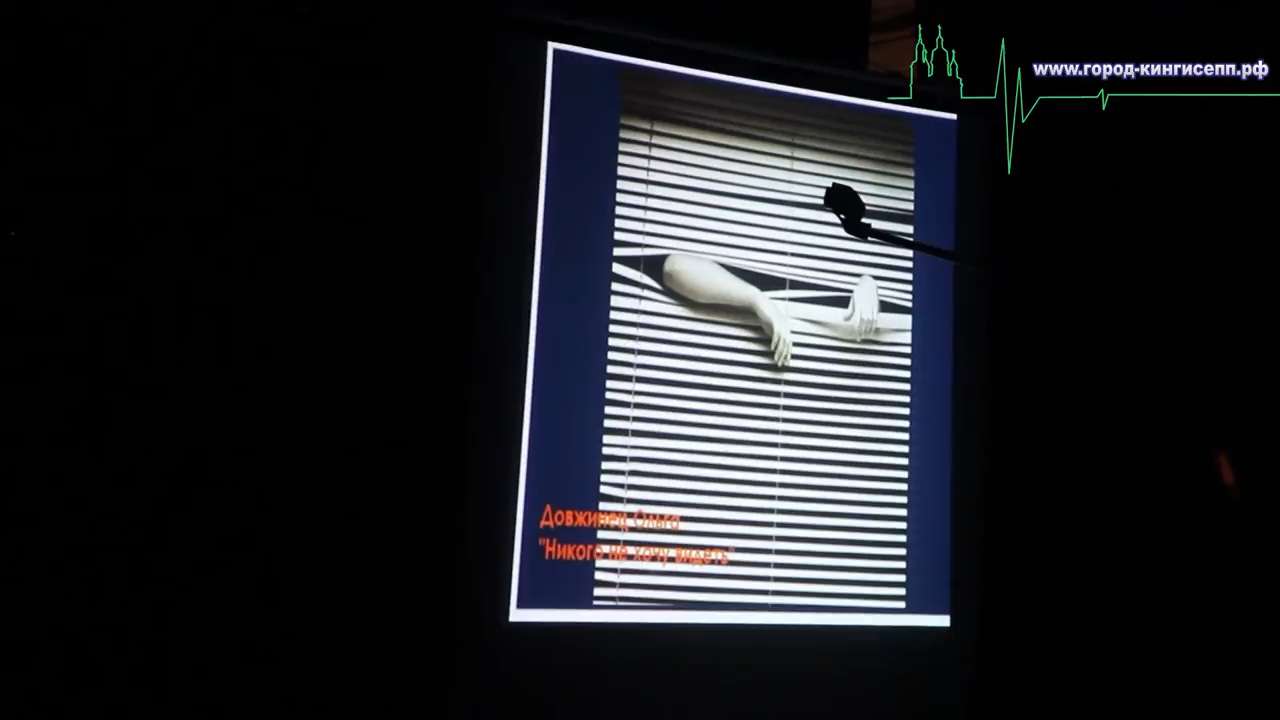 www.город-кингисепп.рф
Довжинец Ольга
"Никого не хочу видеть"